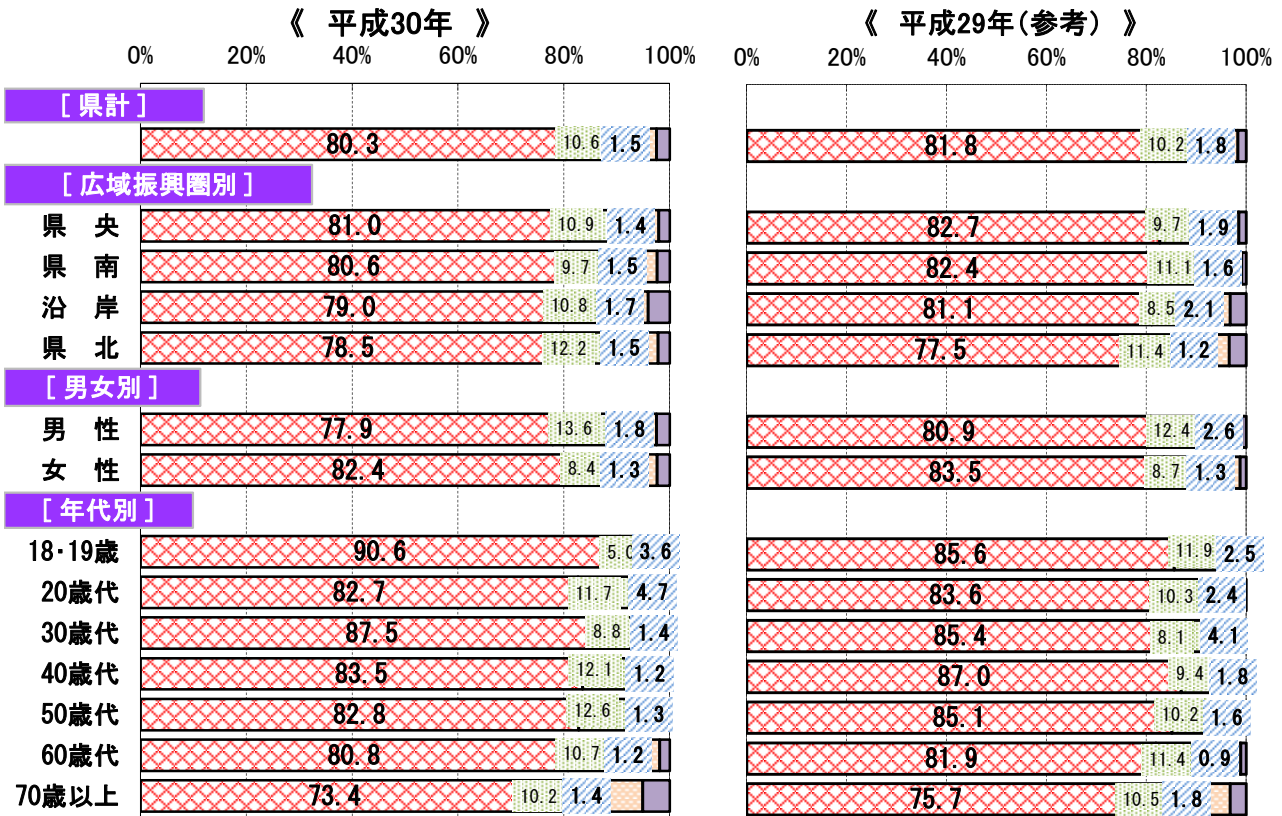 《 平成30年 》 《 平成29年(参考) 》
0% 20% 40% 60% 80% 100% 0% 20% 40% 60% 80% 100%
[ 県計 ]
80.3 10.6 1.5 81.8 10.2 1.8
[ 広域振興圏別 ]
県 央 81.0 10.9 1.4 82.7 9.7 1.9
県 南 80.6 9.7 1.5 82.4 11.1 1.6
沿 岸 79.0 10.8 1.7 81.1 8.5 2.1
県 北 78.5 12.2 1.5 77.5 11.4 1.2
[ 男女別 ]
男 性 77.9 13.6 1.8 80.9 12.4 2.6
女 性 82.4 8.4 1.3 83.5 8.7 1.3
[ 年代別 ]
18・19歳 90.6 5.0 3.6 85.6 11.9 2.5
20歳代 82.7 11.7 4.7 83.6 10.3 2.4
30歳代 87.5 8.8 1.4 85.4 8.1 4.1
40歳代 83.5 12.1 1.2 87.0 9.4 1.8
50歳代 82.8 12.6 1.3 85.1 10.2 1.6
60歳代 80.8 10.7 1.2 81.9 11.4 0.9
70歳以上 73.4 10.2 1.4 75.7 10.5 1.8